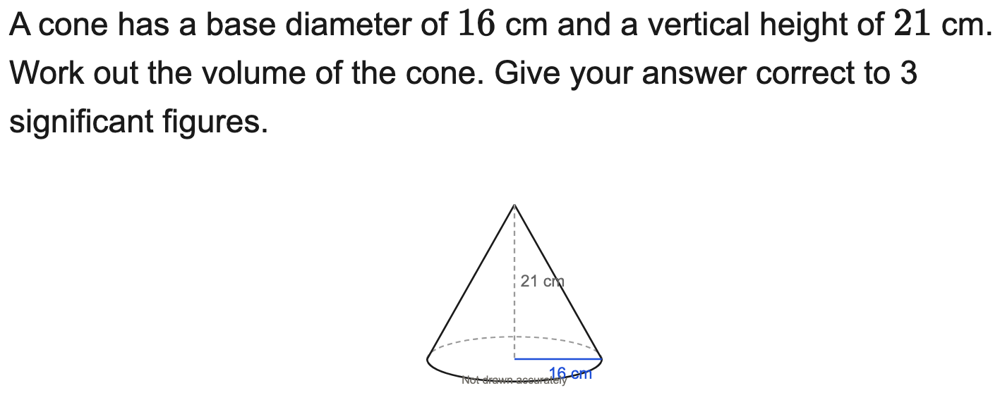 A cone has a base diameter of 16 cm and a vertical height of 21 cm.
Work out the volume of the cone. Give your answer correct to 3
significant figures.
21 cm
16 cm
Not drawn accurately